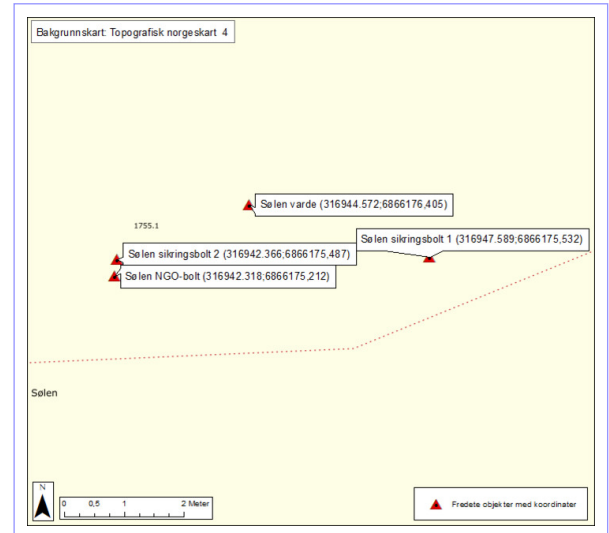 Bakgrunnskart: Topografisk norgeskart 4
Sølen varde (316944.572;6866176,405)
1755.1
Sølen sikringsbolt 1 (316947.589;6866175,532)
Sølen sikringsbolt 2 (316942.366;6866175,487)
Sølen NGO-bolt (316942.318;6866175,212)
Sølen
N
0 0,5 1 2 Meter
Fredete objekter med koordinater